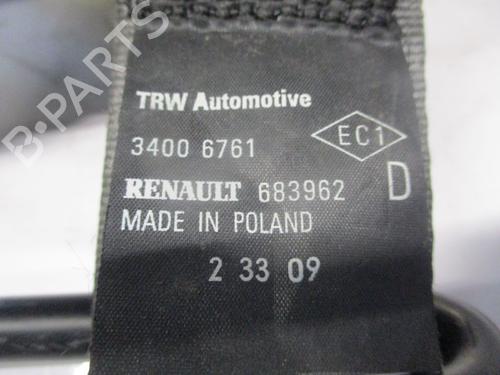 B-PARTS
TRW Automotive
3400 6761
EC1
RENAULT 683962 D
MADE IN POLAND
2 33 09